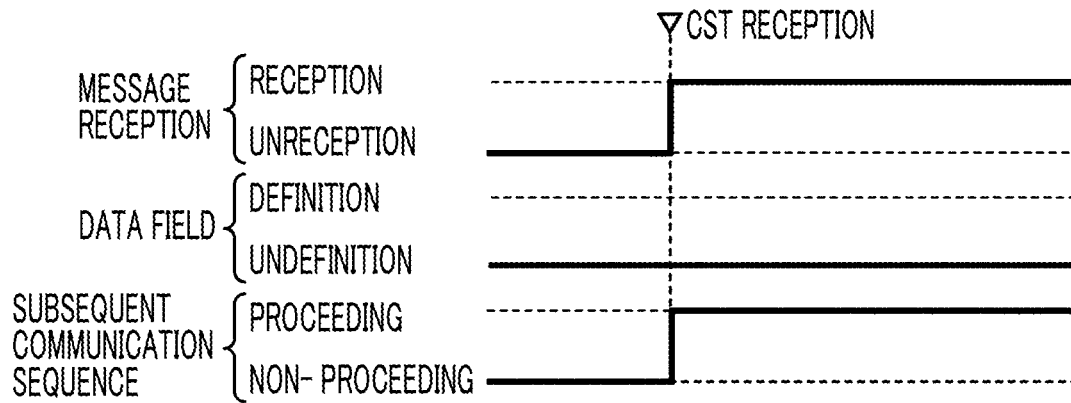 ▽CST RECEPTION
MESSAGE RECEPTION
RECEPTION
UNRECEPTION
DATA FIELD
DEFINITION
UNDEFINITION
SUBSEQUENT
COMMUNICATION
SEQUENCE
PROCEEDING
NON- PROCEEDING